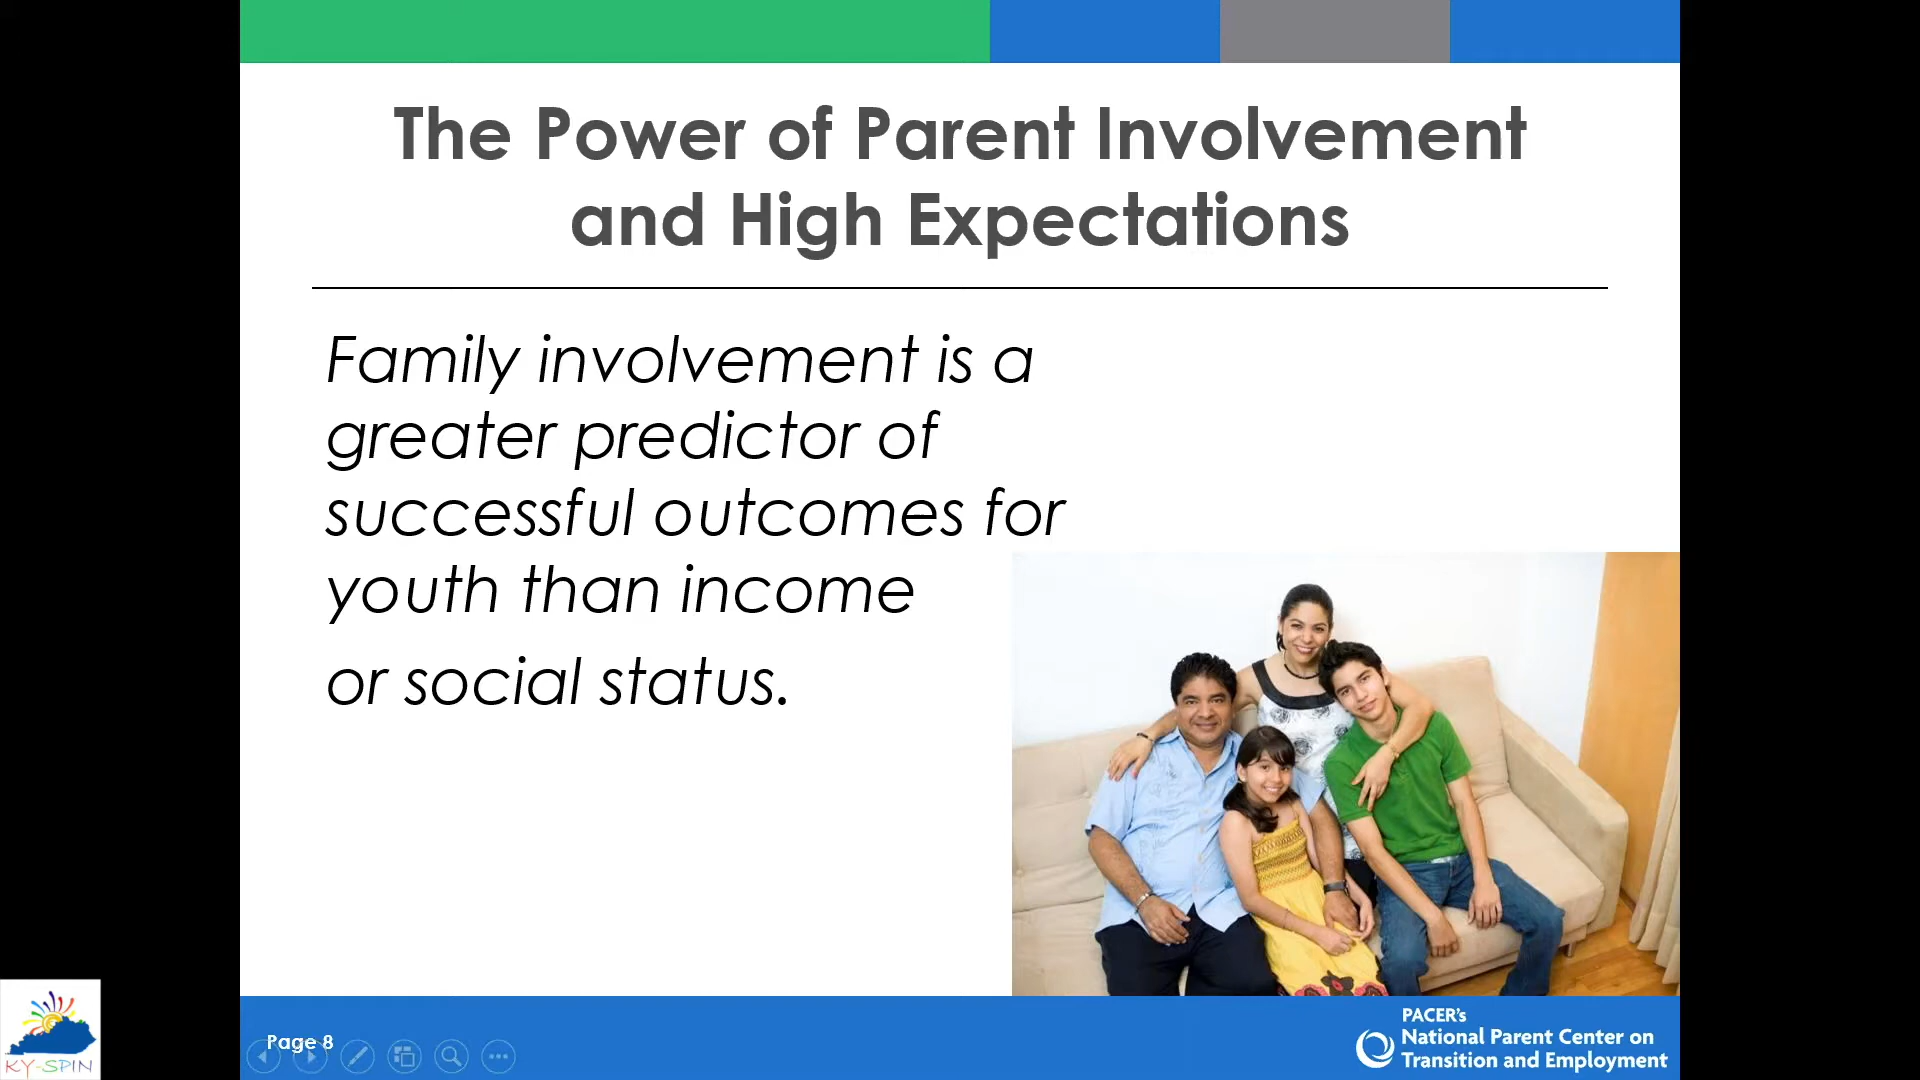 The Power of Parent Involvement
and High Expectations
Family involvement is a
greater predictor of
successful outcomes for
youth than income
or social status.
Page 8
PACER's
National Parent Center on
Transition and Employment
KY-SPIN